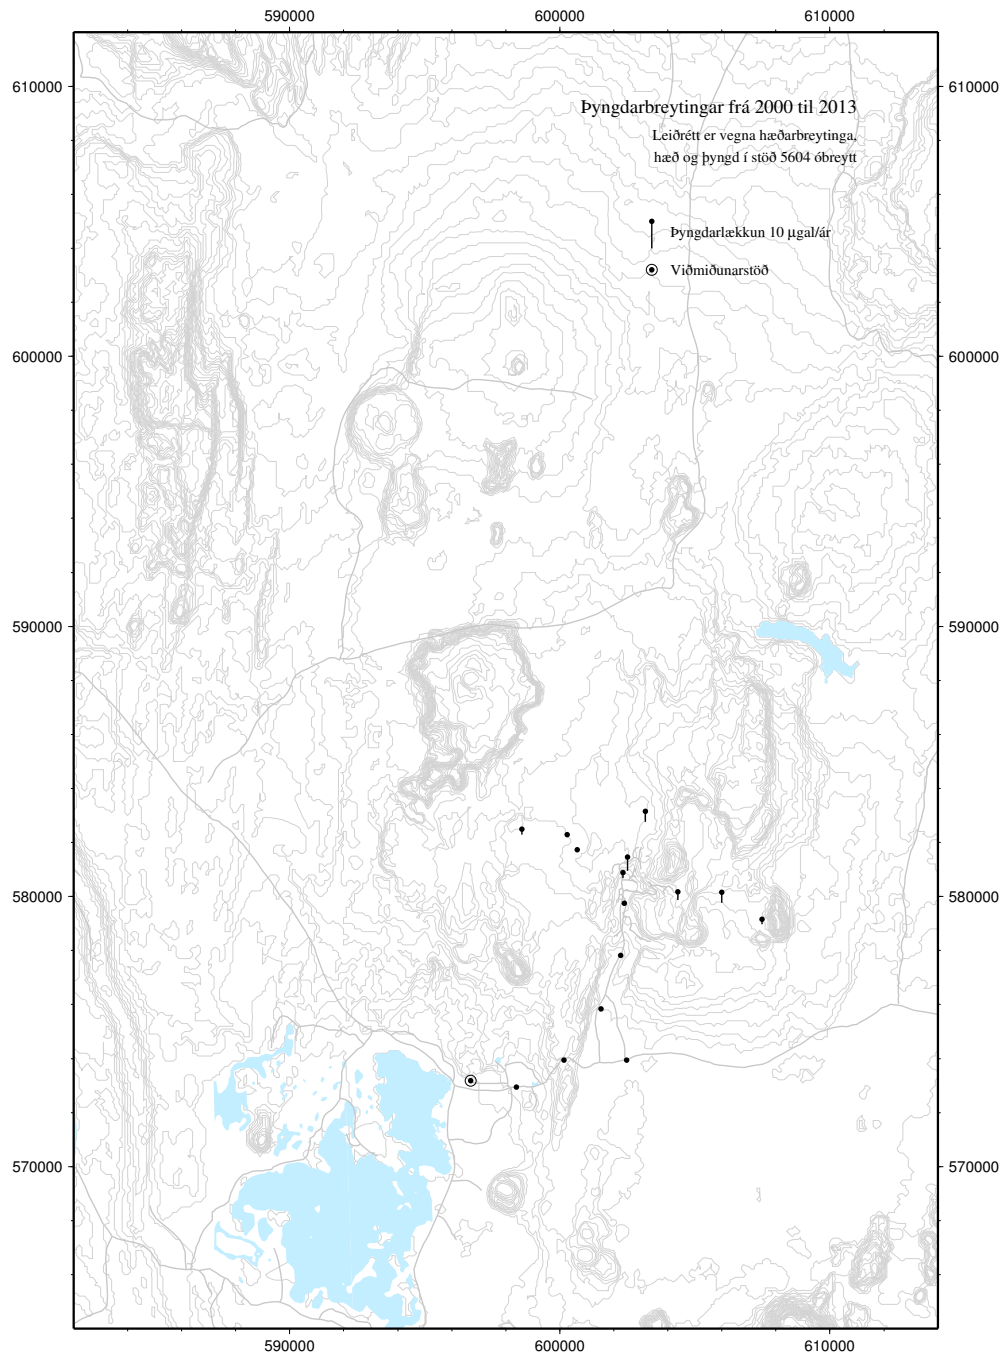 590000 600000 610000
610000 610000
Þyngdarbreytingar frá 2000 til 2013
Leiðrétt er vegna hæðarbreytinga,
hæð og þyngd í stöð 5604 óbreytt
Þyngdarlækkun 10 µgal/ár
Viðmiðunarstöð
600000 600000
590000 590000
580000 580000
570000 570000
590000 600000 610000